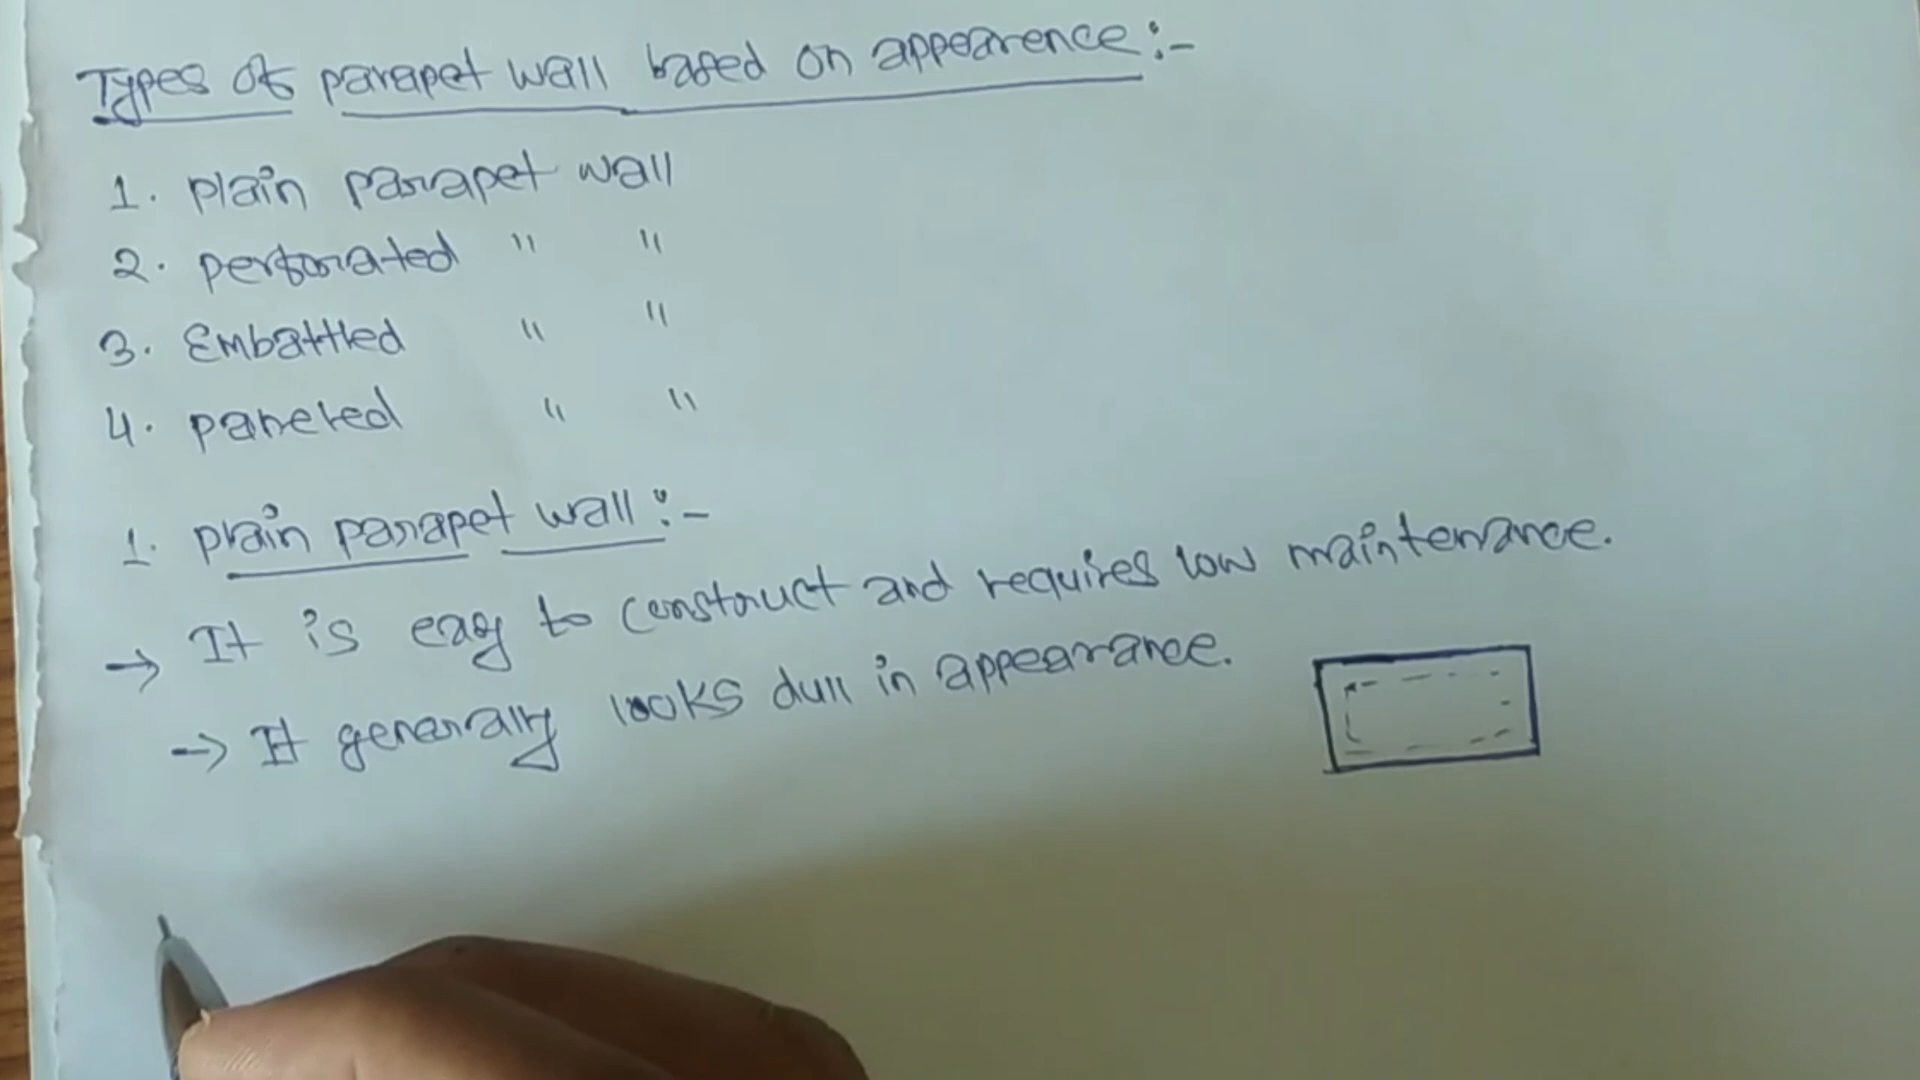 Types of parapet wall based on appearence:-
1. plain parapet wall
2. perforated " "
3. Embattled " "
4. paneled " "
1. plain parapet wall:-
→ It is easy to construct and requires low maintenance.
→ It generally looks dull in appearance.